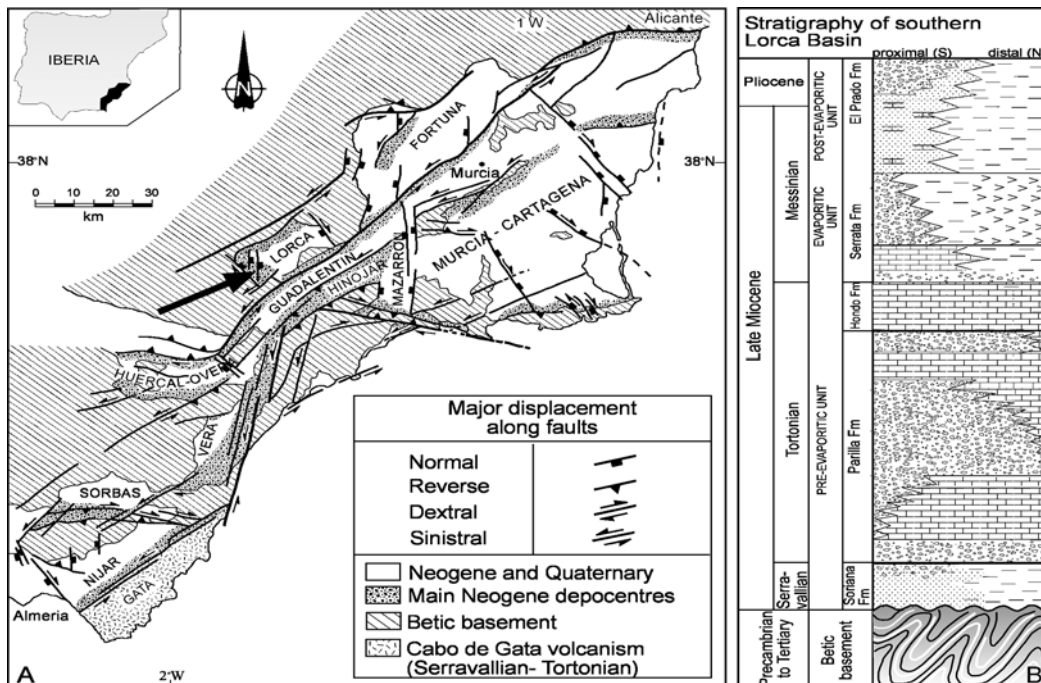 IBERIA
N
1 W
Alicante
38°N
38°N
0 10 20 30
km
FORTUNA
Murcia
LORCA
GUADALENTIN
HINOJAR
MAZARRON
MURCIA - CARTAGENA
HUERCAL-OVERA
VERA
SORBAS
NIJAR
GATA
Almeria
2°W
A
Major displacement
along faults
Normal
Reverse
Dextral
Sinistral
Neogene and Quaternary
Main Neogene depocentres
Betic basement
Cabo de Gata volcanism
(Serravallian- Tortonian)
Stratigraphy of southern
Lorca Basin
proximal (S) distal (N
Pliocene
Late Miocene
Messinian
Tortonian
Serra-
vallian
Precambrian
to Tertiary
POST-EVAPORITIC
UNIT
EVAPORITIC
UNIT
PRE-EVAPORITIC UNIT
Betic
basement
El Prado Fm
Serrata Fm
Hondo Fm
Parilla Fm
Soriana
Fm
B